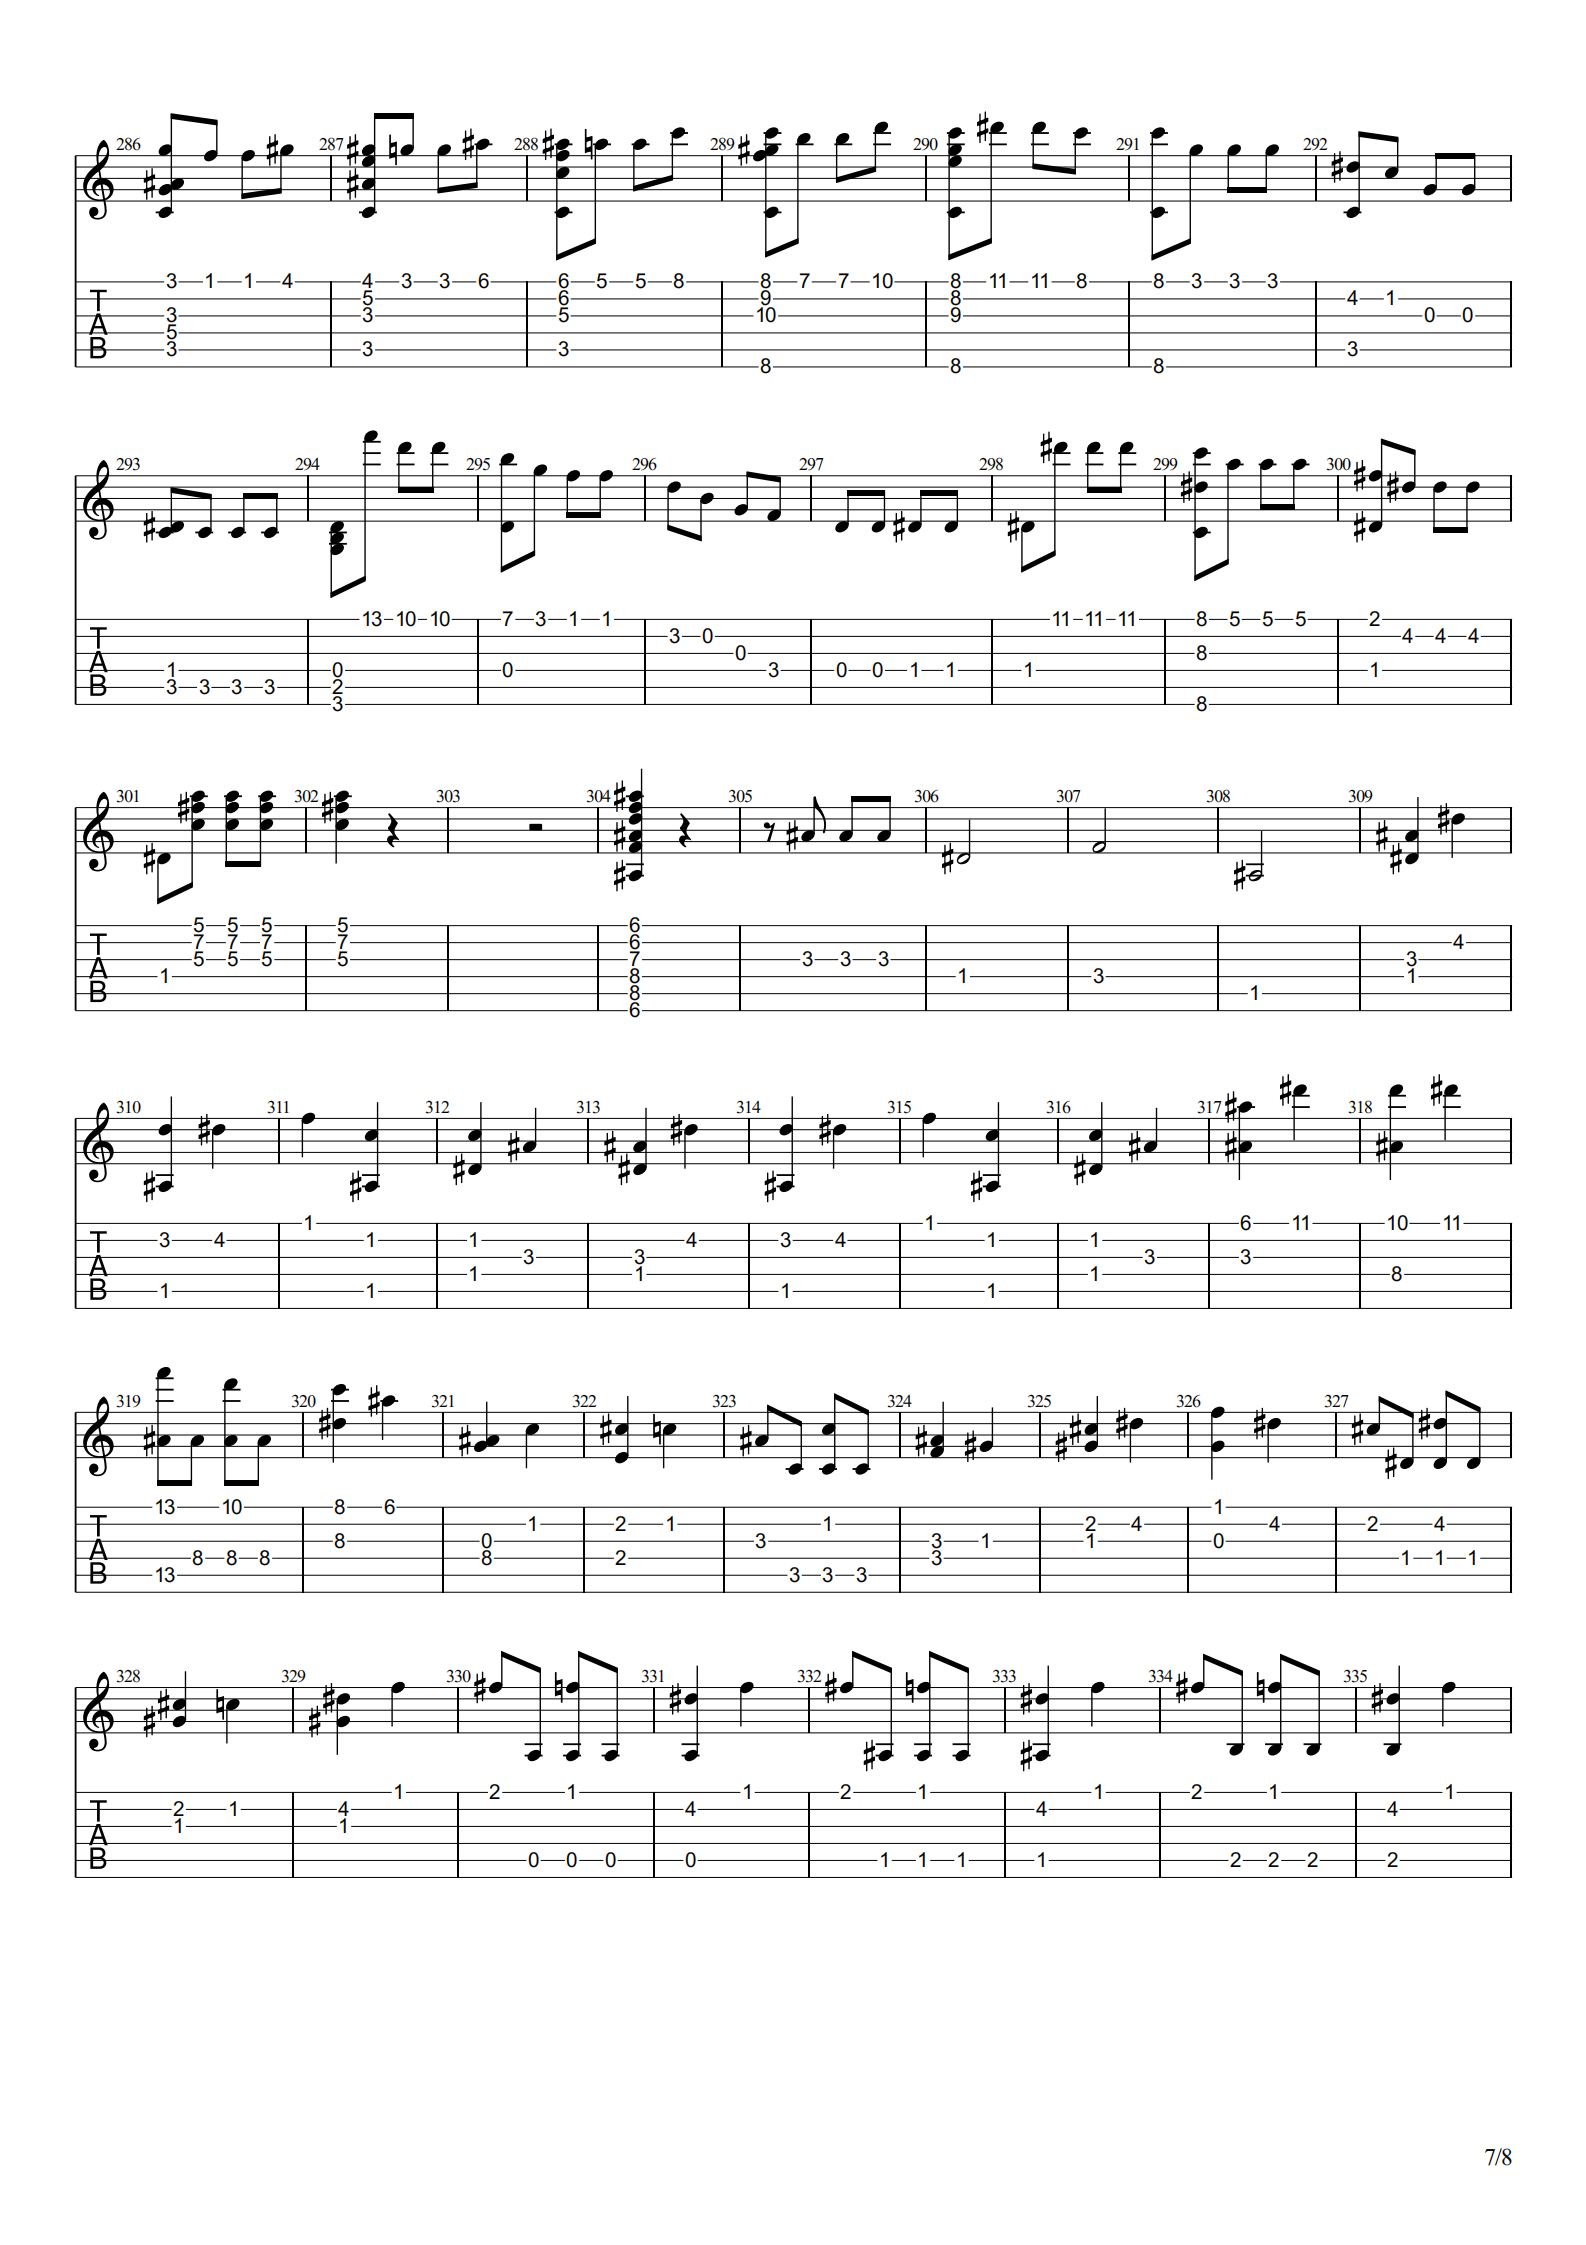 286 287 288 289 290 291 292
3 1 1 4 4 3 3 6 6 5 5 8 8 7 7 10 8 11 11 8 8 3 3 3
T 5 6 9 8 4 1
3 3 5 10 9 0 0
A 5
B 3 3 3 3
8 8 8
293 294 295 296 297 298 299 300
13 10 10 7 3 1 1 11 11 11 8 5 5 5 2
T 3 0 4 4 4
0 8
A 1 0 0 3 0 0 1 1 1 1
B 3 3 3 3 2
3 8
301 302 303 304 305 306 307 308 309
5 5 5 5 6
T 7 7 7 7 6 4
5 5 5 5 7 3 3 3 3
A 1 8 1 3 1
B 8 1
6
310 311 312 313 314 315 316 317 318
1 1 6 11 10 11
T 3 4 1 1 4 3 4 1 1
3 3 3 3
A 1 1 1 8
B 1 1 1 1
319 320 321 322 323 324 325 326 327
13 10 8 6 1
T 1 2 1 1 2 4 4 2 4
8 0 3 3 1 1 0
A 8 8 8 8 2 3 1 1 1
B 13 3 3 3
328 329 330 331 332 333 334 335
1 2 1 1 2 1 1 2 1 1
T 2 1 4 4 4 4
1 1
A
B 0 0 0 0 1 1 1 1 2 2 2 2
7/8